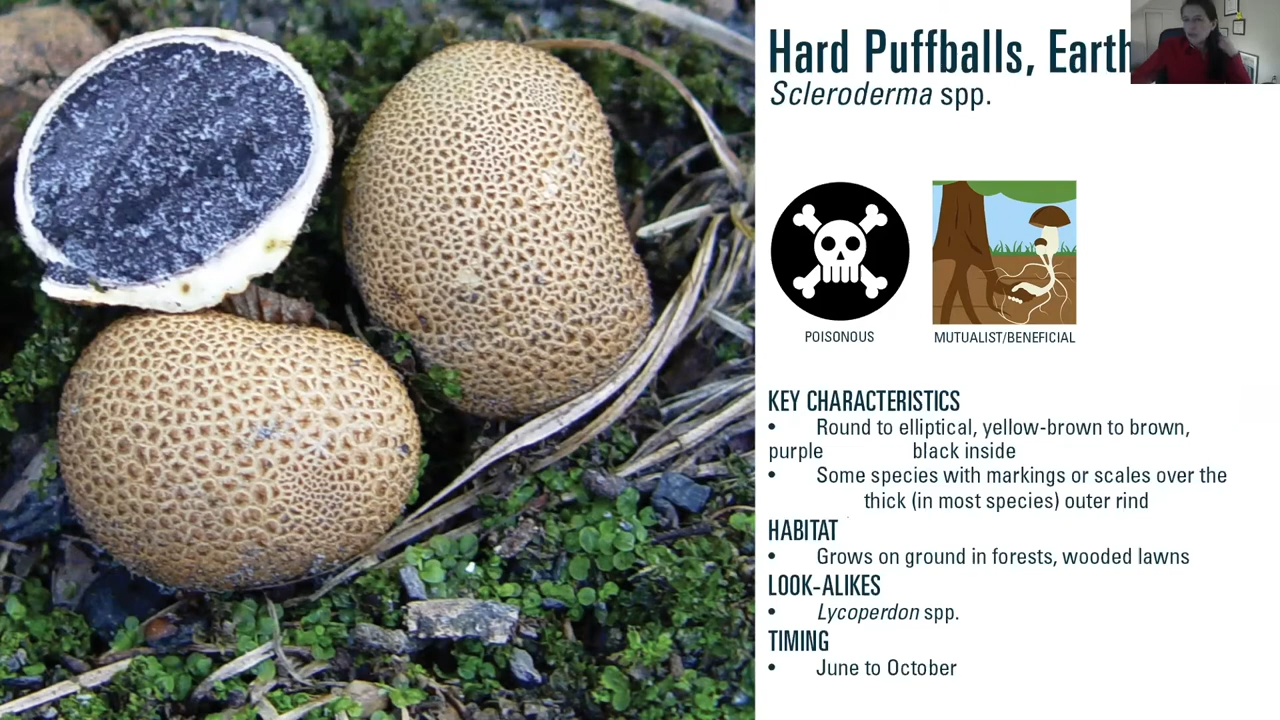 Hard Puffballs, Earth
Scleroderma spp.
POISONOUS
MUTUALIST/BENEFICIAL
KEY CHARACTERISTICS
• Round to elliptical, yellow-brown to brown,
purple black inside
• Some species with markings or scales over the
thick (in most species) outer rind
HABITAT
• Grows on ground in forests, wooded lawns
LOOK-ALIKES
• Lycoperdon spp.
TIMING
• June to October